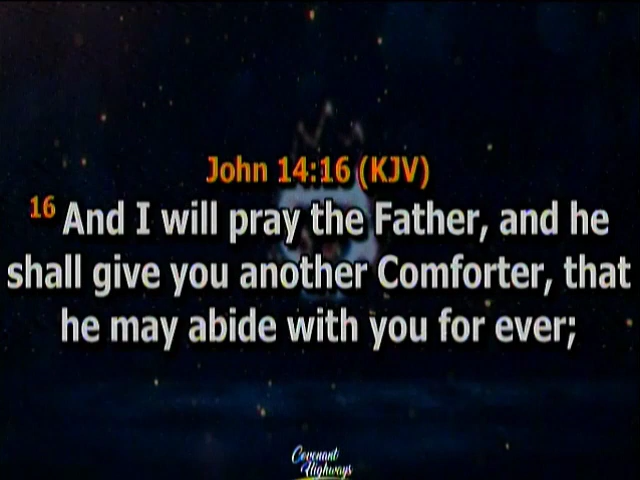 John 14:16 (KJV)
16 And I will pray the Father, and he
shall give you another Comforter, that
he may abide with you for ever;
Covenant
Highways